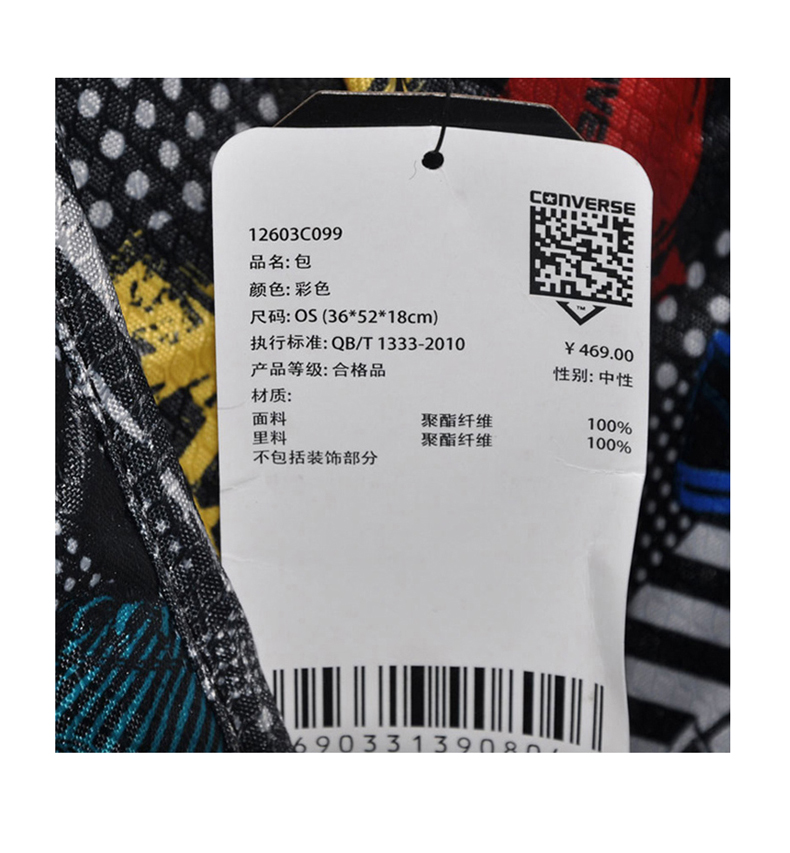 CONVERSE
12603C099
品名: 包
颜色: 彩色
尺码: OS (36*52*18cm)
执行标准: QB/T 1333-2010
¥ 469.00
产品等级: 合格品
性别: 中性
材质:
面料 聚酯纤维 100%
里料 聚酯纤维 100%
不包括装饰部分
TM